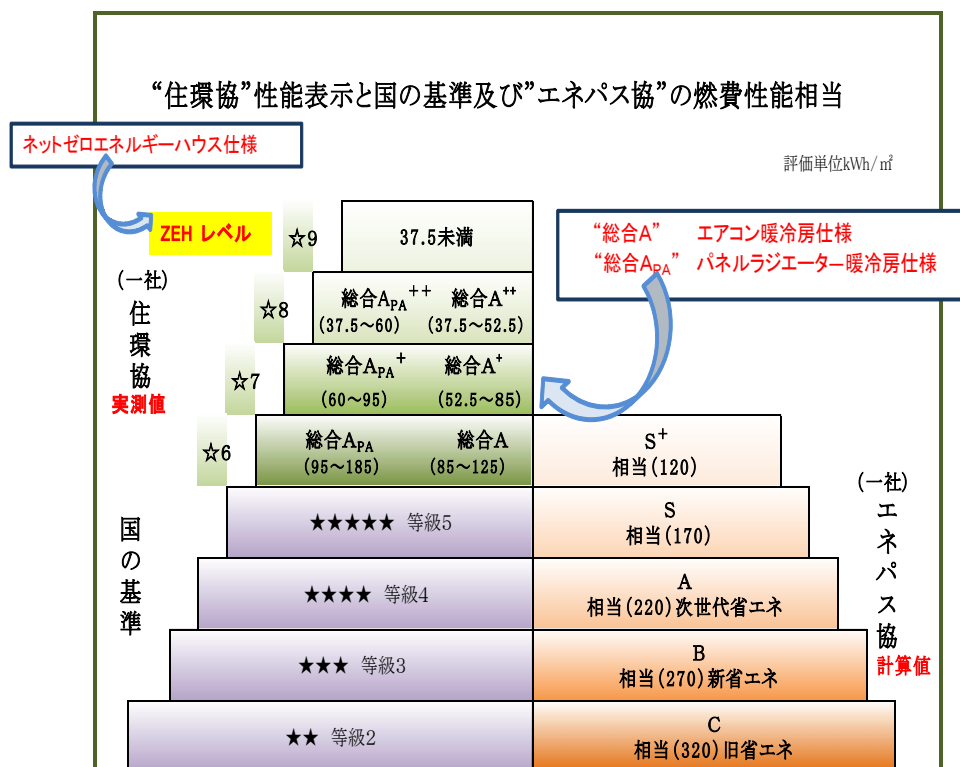 “住環協”性能表示と国の基準及び”エネパス協”の燃費性能相当
ネットゼロエネルギーハウス仕様
評価単位kWh/㎡
ZEH レベル
☆9
37.5未満
“総合A” エアコン暖冷房仕様
“総合APA” パネルラジエーター暖冷房仕様
(一社)
住環協
実測値
☆8
総合APA++ 総合A++
(37.5~60) (37.5~52.5)
☆7
総合APA+ 総合A+
(60~95) (52.5~85)
☆6
総合APA 総合A
(95~185) (85~125)
S+
相当(120)
国の基準
★★★★★ 等級5
S
相当(170)
(一社)
エネパス協
計算値
★★★★ 等級4
A
相当(220)次世代省エネ
★★★ 等級3
B
相当(270)新省エネ
★★ 等級2
C
相当(320)旧省エネ